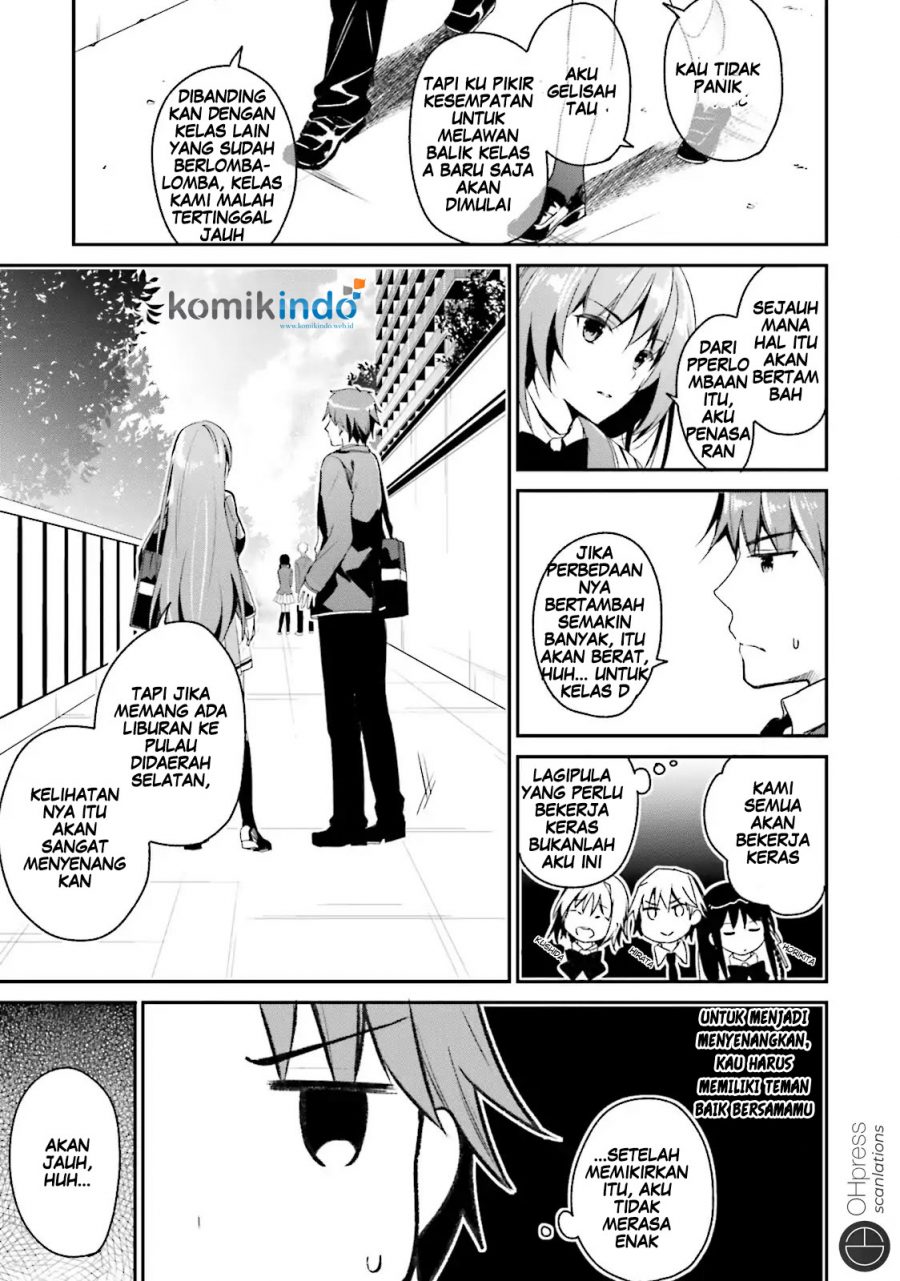 KAU TIDAK
PANIK
AKU
GELISAH
TAU
TAPI KU PIKIR
KESEMPATAN
UNTUK
MELAWAN
BALIK KELAS
A BARU SAJA
AKAN
DIMULAI
DIBANDING
KAN DENGAN
KELAS LAIN
YANG SUDAH
BERLOMBA-
LOMBA, KELAS
KAMI MALAH
TERTINGGAL
JAUH
SEJAUH
MANA
HAL ITU
AKAN
BERTAM
BAH
DARI
PPERLO
MBAAN
ITU,
AKU
PENASA
RAN
komikindo
www.komikindo.web.id
JIKA
PERBEDAAN
NYA
BERTAMBAH
SEMAKIN
BANYAK, ITU
AKAN BERAT,
HUH... UNTUK
KELAS D
TAPI JIKA
MEMANG ADA
LIBURAN KE
PULAU
DIDAERAH
SELATAN,
KELIHATAN
NYA ITU
AKAN
SANGAT
MENYENANG
KAN
KAMI
SEMUA
AKAN
BEKERJA
KERAS
LAGIPULA
YANG PERLU
BEKERJA
KERAS
BUKANLAH
AKU INI
HORIKITA
HIRATA
KUSHIDA
UNTUK MENJADI
MENYENANGKAN,
KAU HARUS
MEMILIKI TEMAN
BAIK BERSAMAMU
...SETELAH
MEMIKIRKAN
ITU, AKU
TIDAK
MERASA
ENAK
AKAN
JAUH,
HUH...
OHpress
scanlations